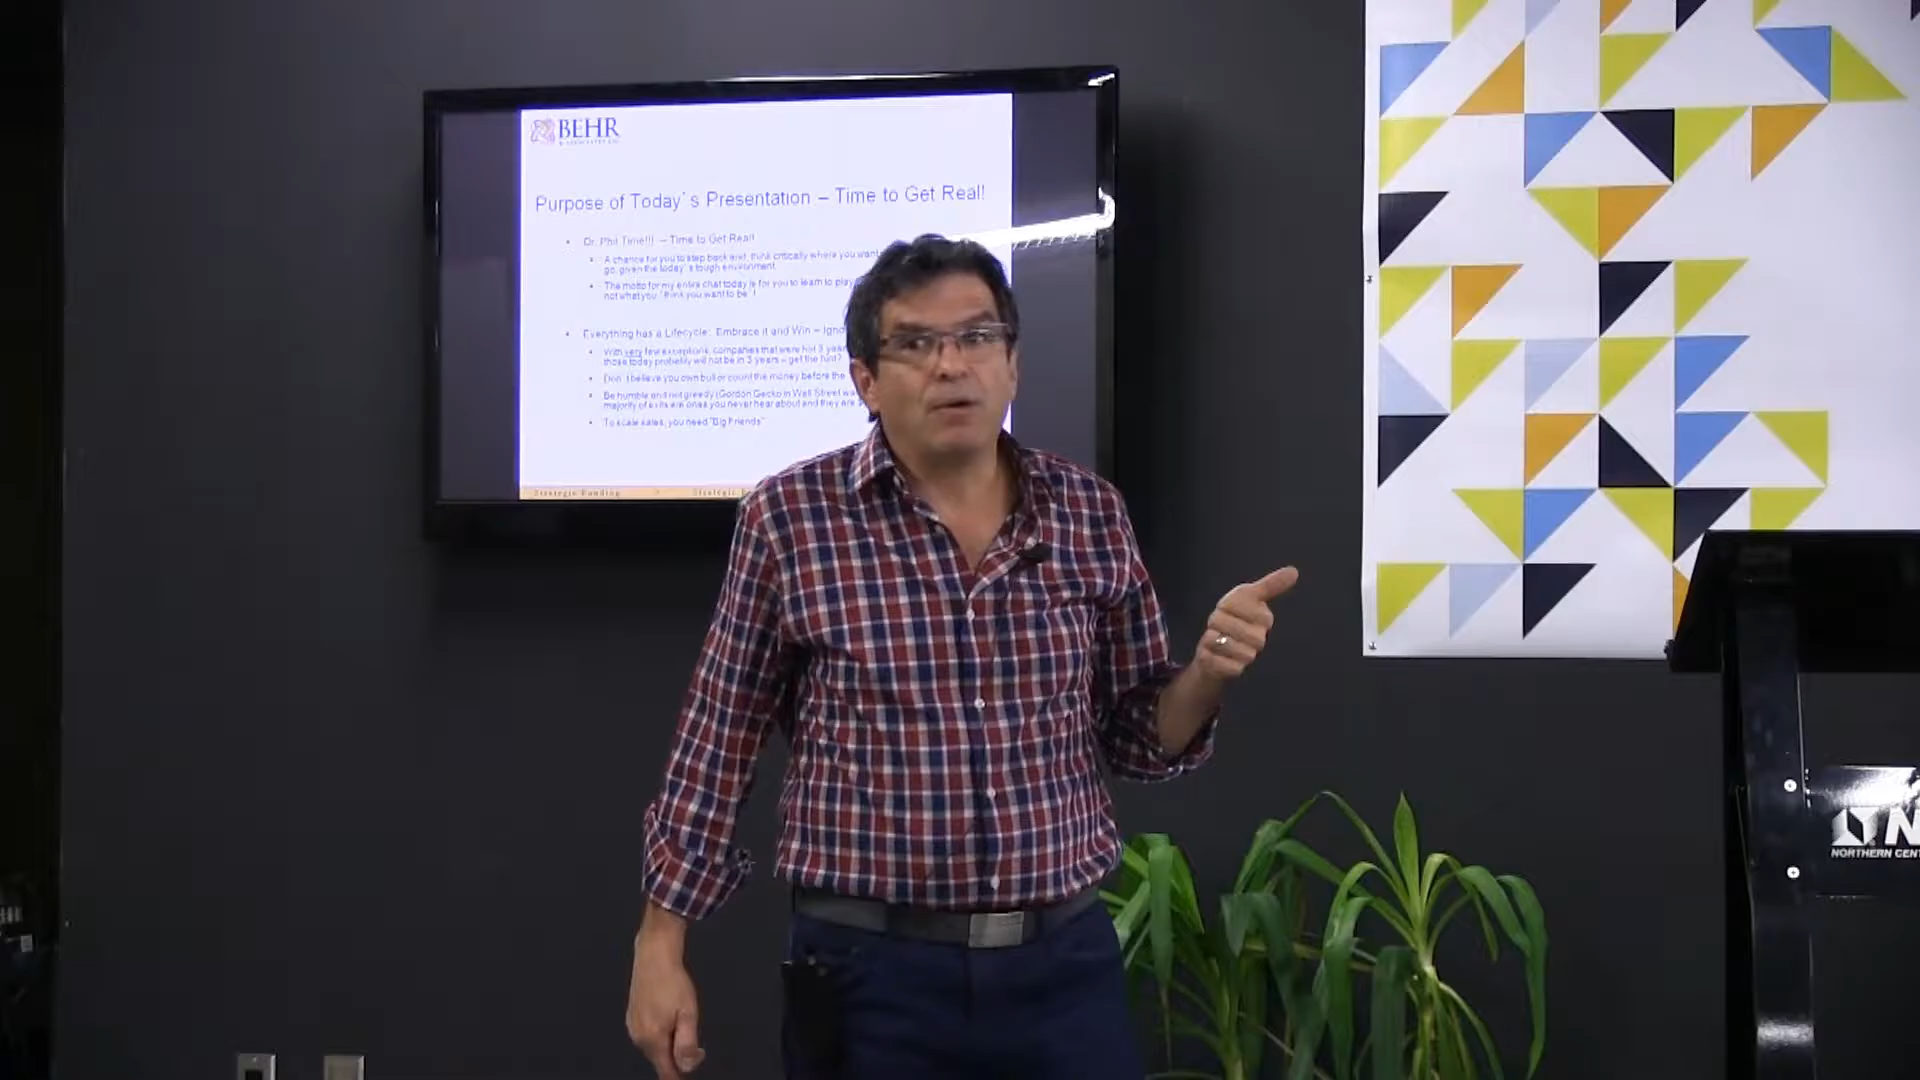 BEHR
& ASSOCIATES
Purpose of Today's Presentation – Time to Get Real!
• Dr. Phil Time!!! – Time to Get Real!
• A chance for you to step back and, think critically where you want
go, given the today's tough environment.
• The motto for my entire chat today is for you to learn to play
not what you "think you want to be"!
• Everything has a Lifecycle: Embrace it and Win – Igno
• With very few exceptions, companies that were hot 3 year
those today probably will not be in 3 years – get the hint?
• Don't believe you own bull or count the money before the
• Be humble and not greedy (Gordon Gecko in Wall Street wa
majority of exits are ones you never hear about and they are
• To scale sales, you need "Big Friends"
Strategic Funding
Strategic
N
NORTHERN CENT